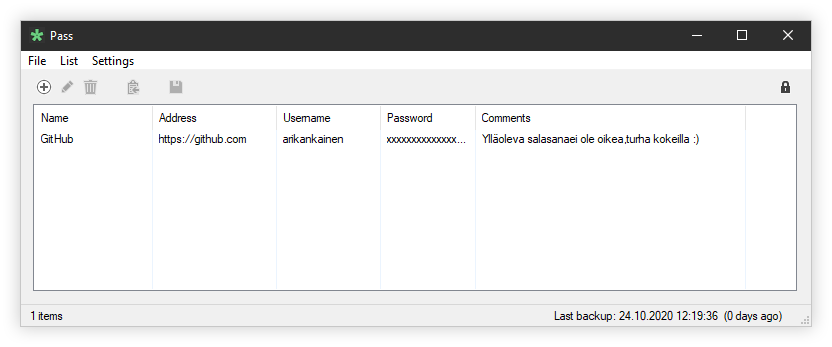 Pass
File List Settings
Name Address Username Password Comments
GitHub https://github.com arikankainen xxxxxxxxxxxxxx... Ylläoleva salasanaei ole oikea,turha kokeilla :)
1 items Last backup: 24.10.2020 12:19:36 (0 days ago)